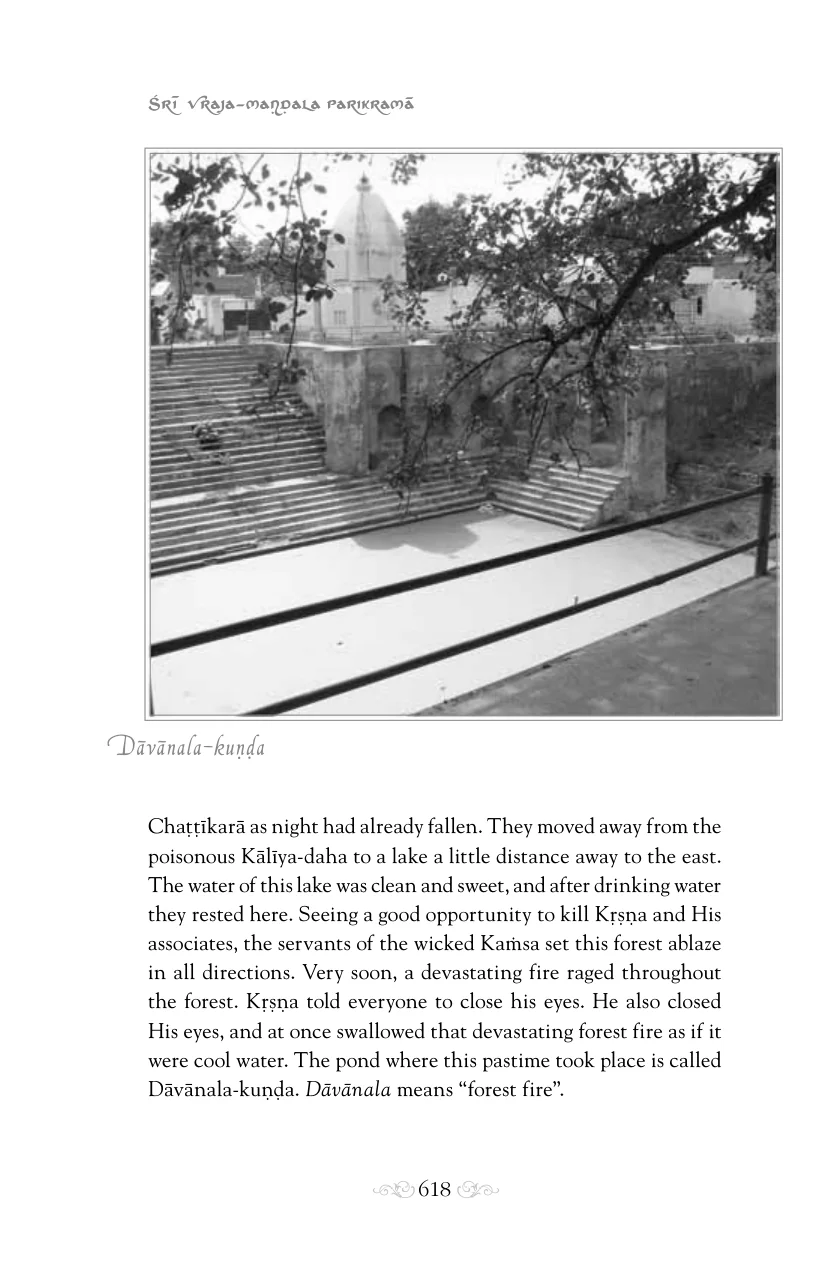 Śrī Vraja-maṇḍala Parikramā
Dāvānala-kuṇḍa
Chaṭṭīkarā as night had already fallen. They moved away from the
poisonous Kālīya-daha to a lake a little distance away to the east.
The water of this lake was clean and sweet, and after drinking water
they rested here. Seeing a good opportunity to kill Kṛṣṇa and His
associates, the servants of the wicked Kaṁsa set this forest ablaze
in all directions. Very soon, a devastating fire raged throughout
the forest. Kṛṣṇa told everyone to close his eyes. He also closed
His eyes, and at once swallowed that devastating forest fire as if it
were cool water. The pond where this pastime took place is called
Dāvānala-kuṇḍa. Dāvānala means “forest fire”.
618